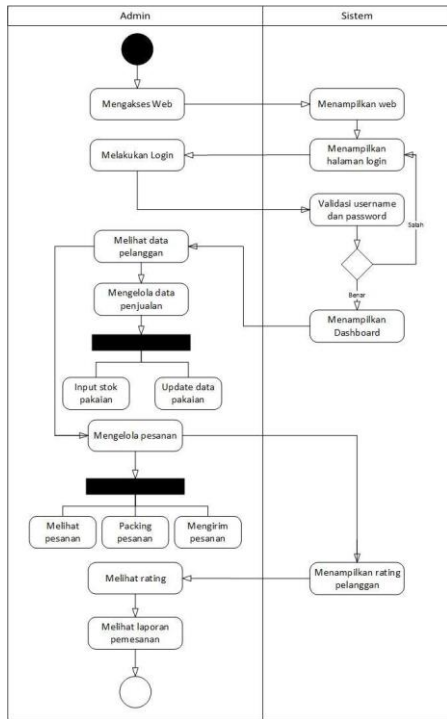 Admin
Sistem
Mengakses Web
Menampilkan web
Melakukan Login
Menampilkan
halaman login
Validasi username
dan password
Salah
Melihat data
pelanggan
Benar
Mengelola data
penjualan
Menampilkan
Dashboard
Input stok
pakaian
Update data
pakaian
Mengelola pesanan
Melihat
pesanan
Packing
pesanan
Mengirim
pesanan
Melihat rating
Menampilkan rating
pelanggan
Melihat laporan
pemesanan